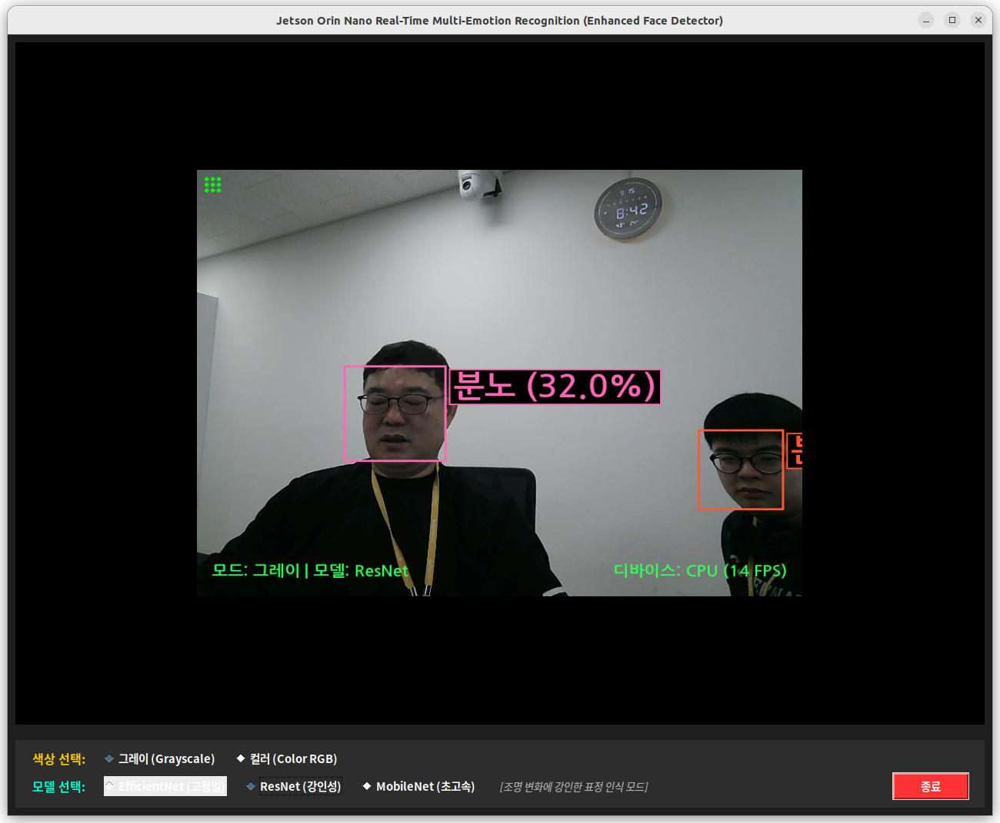 Jetson Orin Nano Real-Time Multi-Emotion Recognition (Enhanced Face Detector)
9. 15
8:42
43% 24°
분노 (32.0%)
모드: 그레이 | 모델: ResNet
디바이스: CPU (14 FPS)
색상 선택: 그레이 (Grayscale) 컬러 (Color RGB)
모델 선택: EfficientNet (고정밀) ResNet (강인성) MobileNet (초고속) [조명 변화에 강인한 표정 인식 모드]
종료